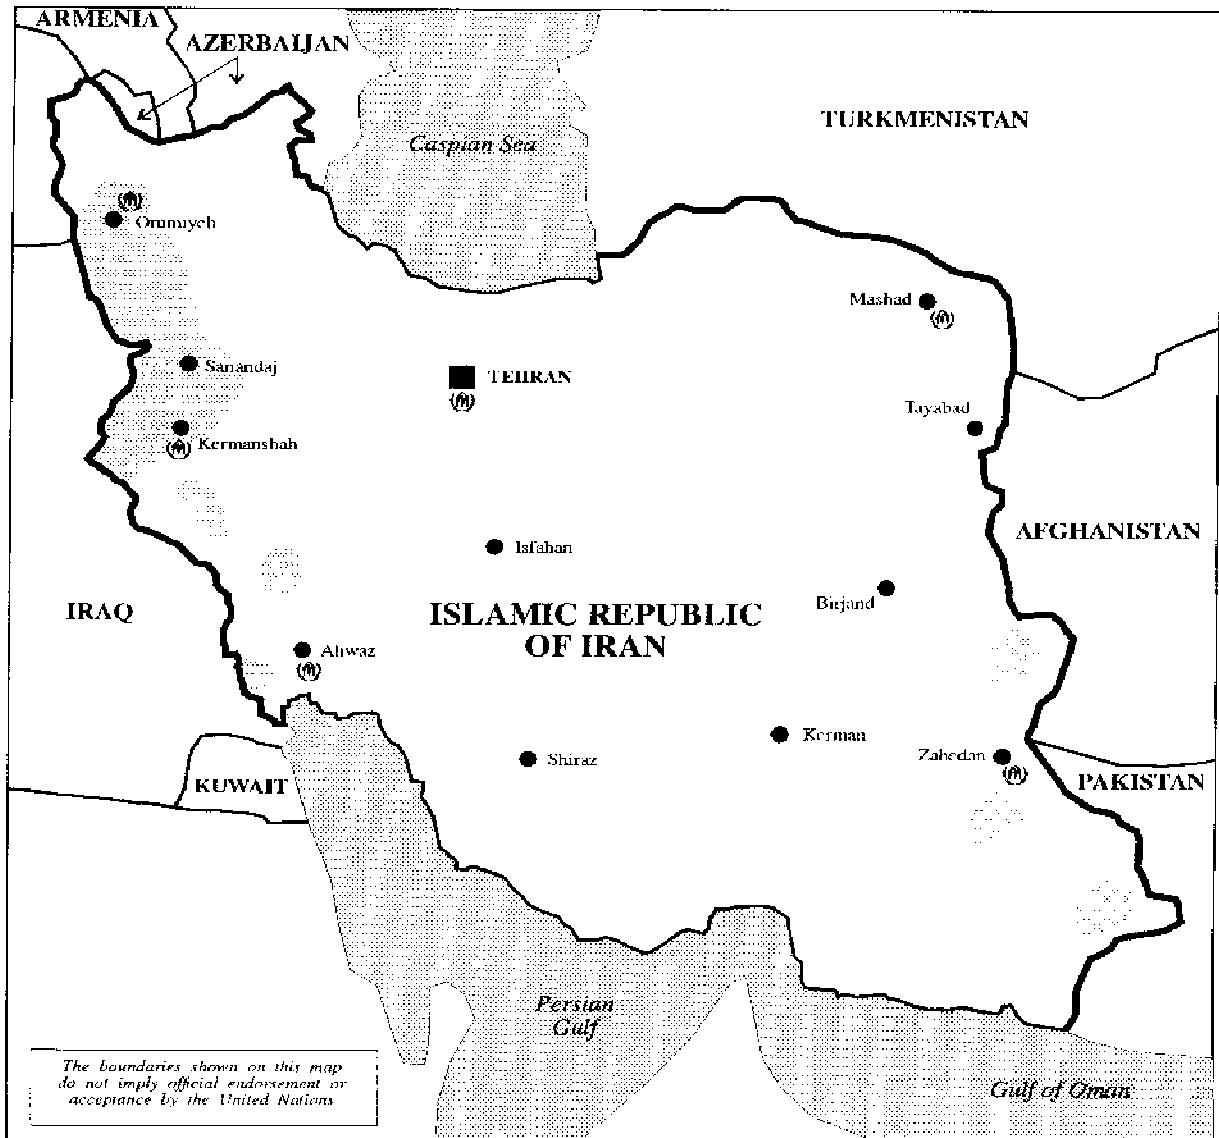 ARMENIA
AZERBAIJAN
TURKMENISTAN
Caspian Sea
Orumiyeh
Mashad
Sanandaj
TEHRAN
Tayabad
Kermanshah
AFGHANISTAN
Isfahan
Birjand
IRAQ
ISLAMIC REPUBLIC
OF IRAN
Ahwaz
Kerman
Zahedan
Shiraz
KUWAIT
PAKISTAN
Persian
Gulf
The boundaries shown on this map
do not imply official endorsement or
acceptance by the United Nations
Gulf of Oman